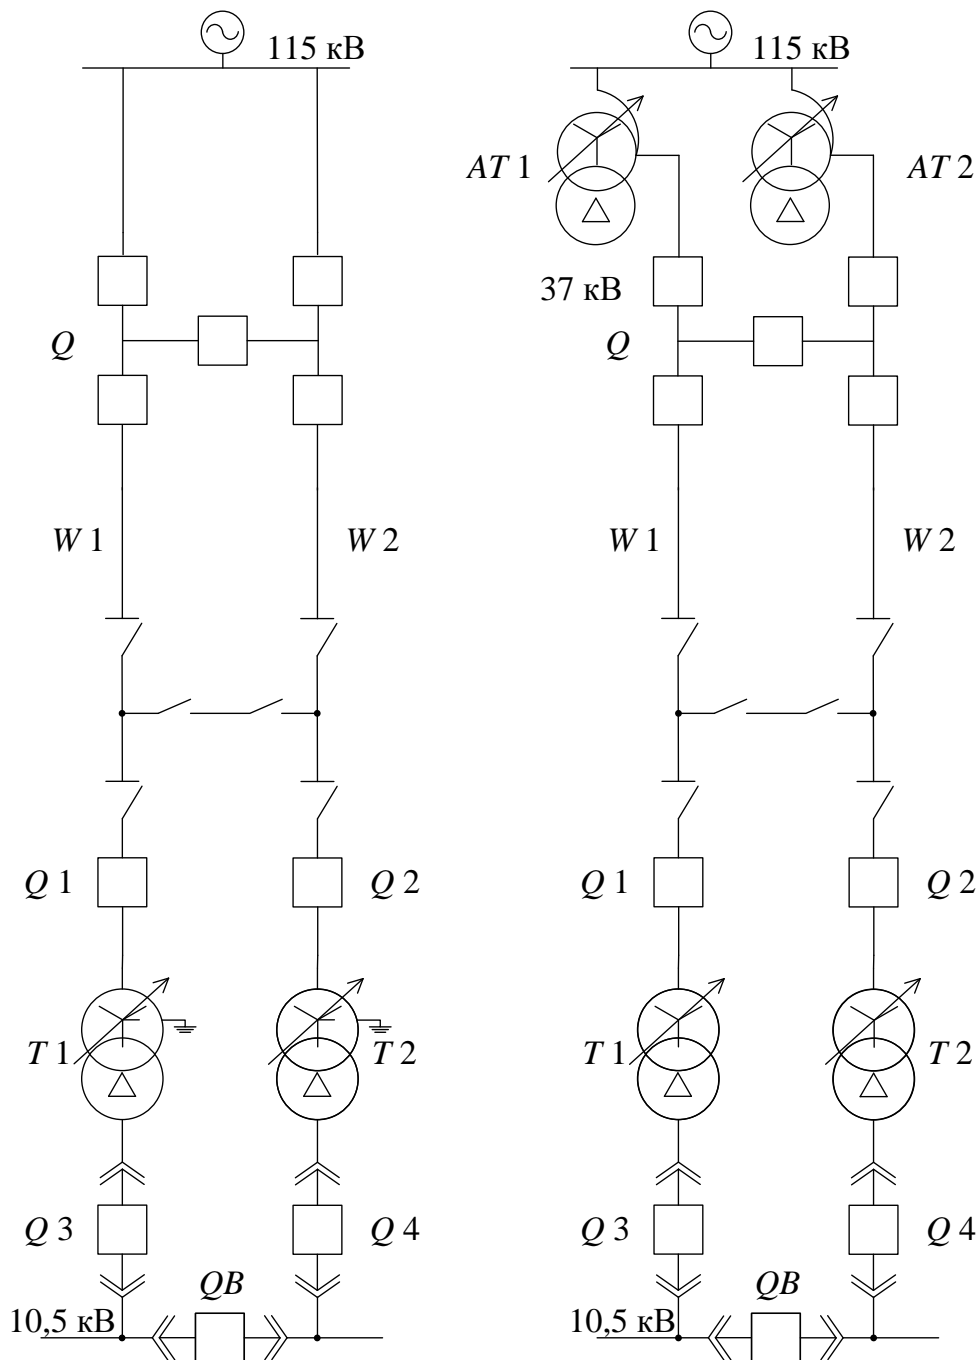 115 кВ 115 кВ
AT 1 AT 2
37 кВ
Q Q
W 1 W 2 W 1 W 2
Q 1 Q 2 Q 1 Q 2
T 1 T 2 T 1 T 2
Q 3 Q 4 Q 3 Q 4
QB QB
10,5 кВ 10,5 кВ